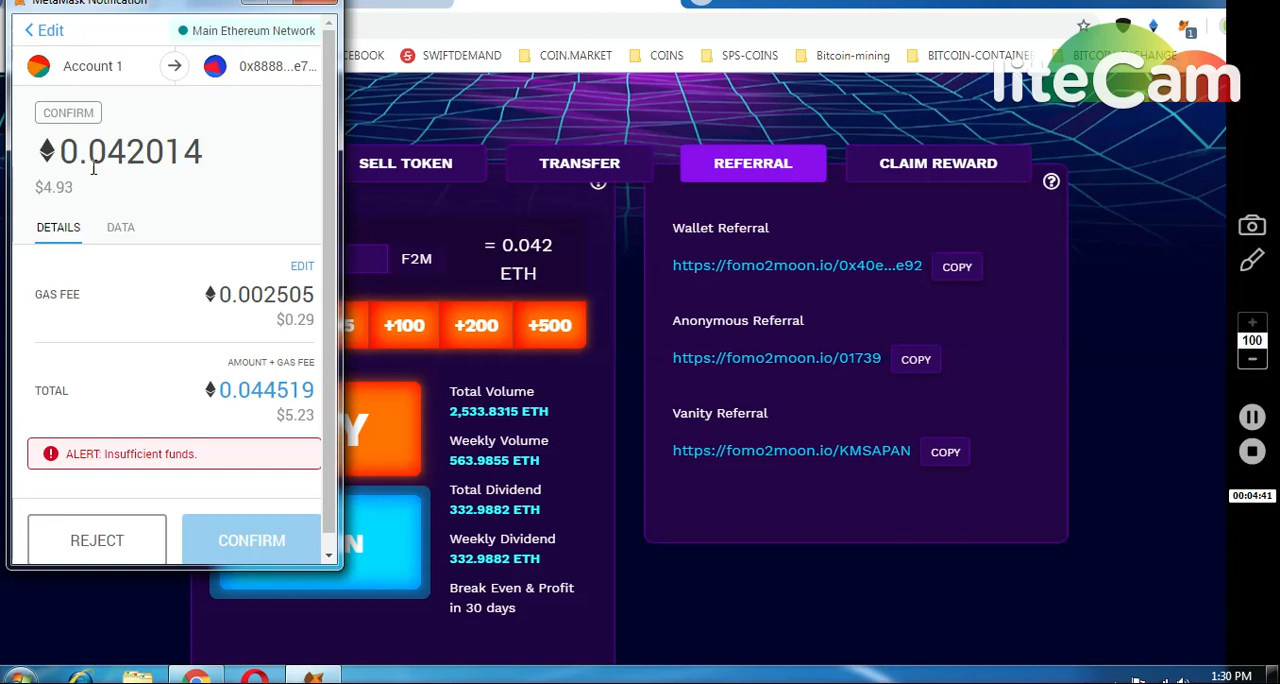 MetaMask Notification
Edit
Main Ethereum Network
Account 1
0x8888...e7...
CONFIRM
0.042014
$4.93
DETAILS
DATA
EDIT
GAS FEE
0.002505
$0.29
AMOUNT + GAS FEE
TOTAL
0.044519
$5.23
ALERT: Insufficient funds.
REJECT
CONFIRM
CEBOOK
SWIFTDEMAND
COIN.MARKET
COINS
SPS-COINS
Bitcoin-mining
BITCOIN-CONTAINE
BITCOIN-EXCHANGE
1
liteCam
SELL TOKEN
TRANSFER
REFERRAL
CLAIM REWARD
F2M
= 0.042
ETH
5
+100
+200
+500
Y
N
Total Volume
2,533.8315 ETH
Weekly Volume
563.9855 ETH
Total Dividend
332.9882 ETH
Weekly Dividend
332.9882 ETH
Break Even & Profit
in 30 days
Wallet Referral
https://fomo2moon.io/0x40e...e92
COPY
Anonymous Referral
https://fomo2moon.io/01739
COPY
Vanity Referral
https://fomo2moon.io/KMSAPAN
COPY
100
00:04:41
1:30 PM